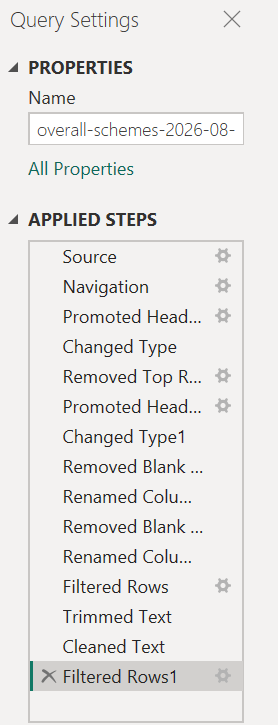 Query Settings
PROPERTIES
Name
overall-schemes-2026-08-
All Properties
APPLIED STEPS
Source
Navigation
Promoted Head...
Changed Type
Removed Top R...
Promoted Head...
Changed Type1
Removed Blank ...
Renamed Colu...
Removed Blank ...
Renamed Colu...
Filtered Rows
Trimmed Text
Cleaned Text
Filtered Rows1